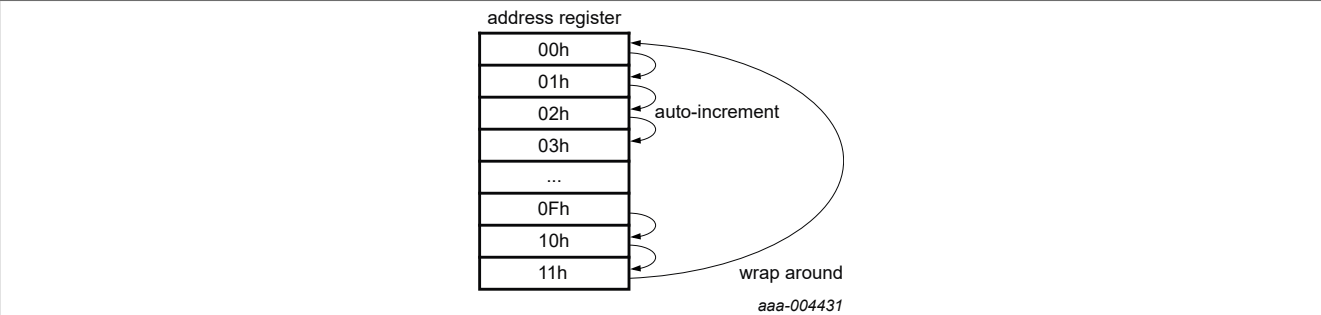 address register
00h
01h
02h
auto-increment
03h
...
0Fh
10h
11h
wrap around
aaa-004431